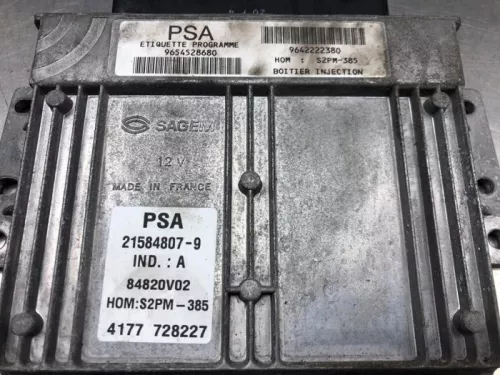 PSA
ETIQUETTE PROGRAMME
9654528680
9642222380
HOM : S2PM-385
BOITIER INJECTION
SAGEM
12V
MADE IN FRANCE
PSA
21584807-9
IND. : A
84820V02
HOM:S2PM-385
4177 728227